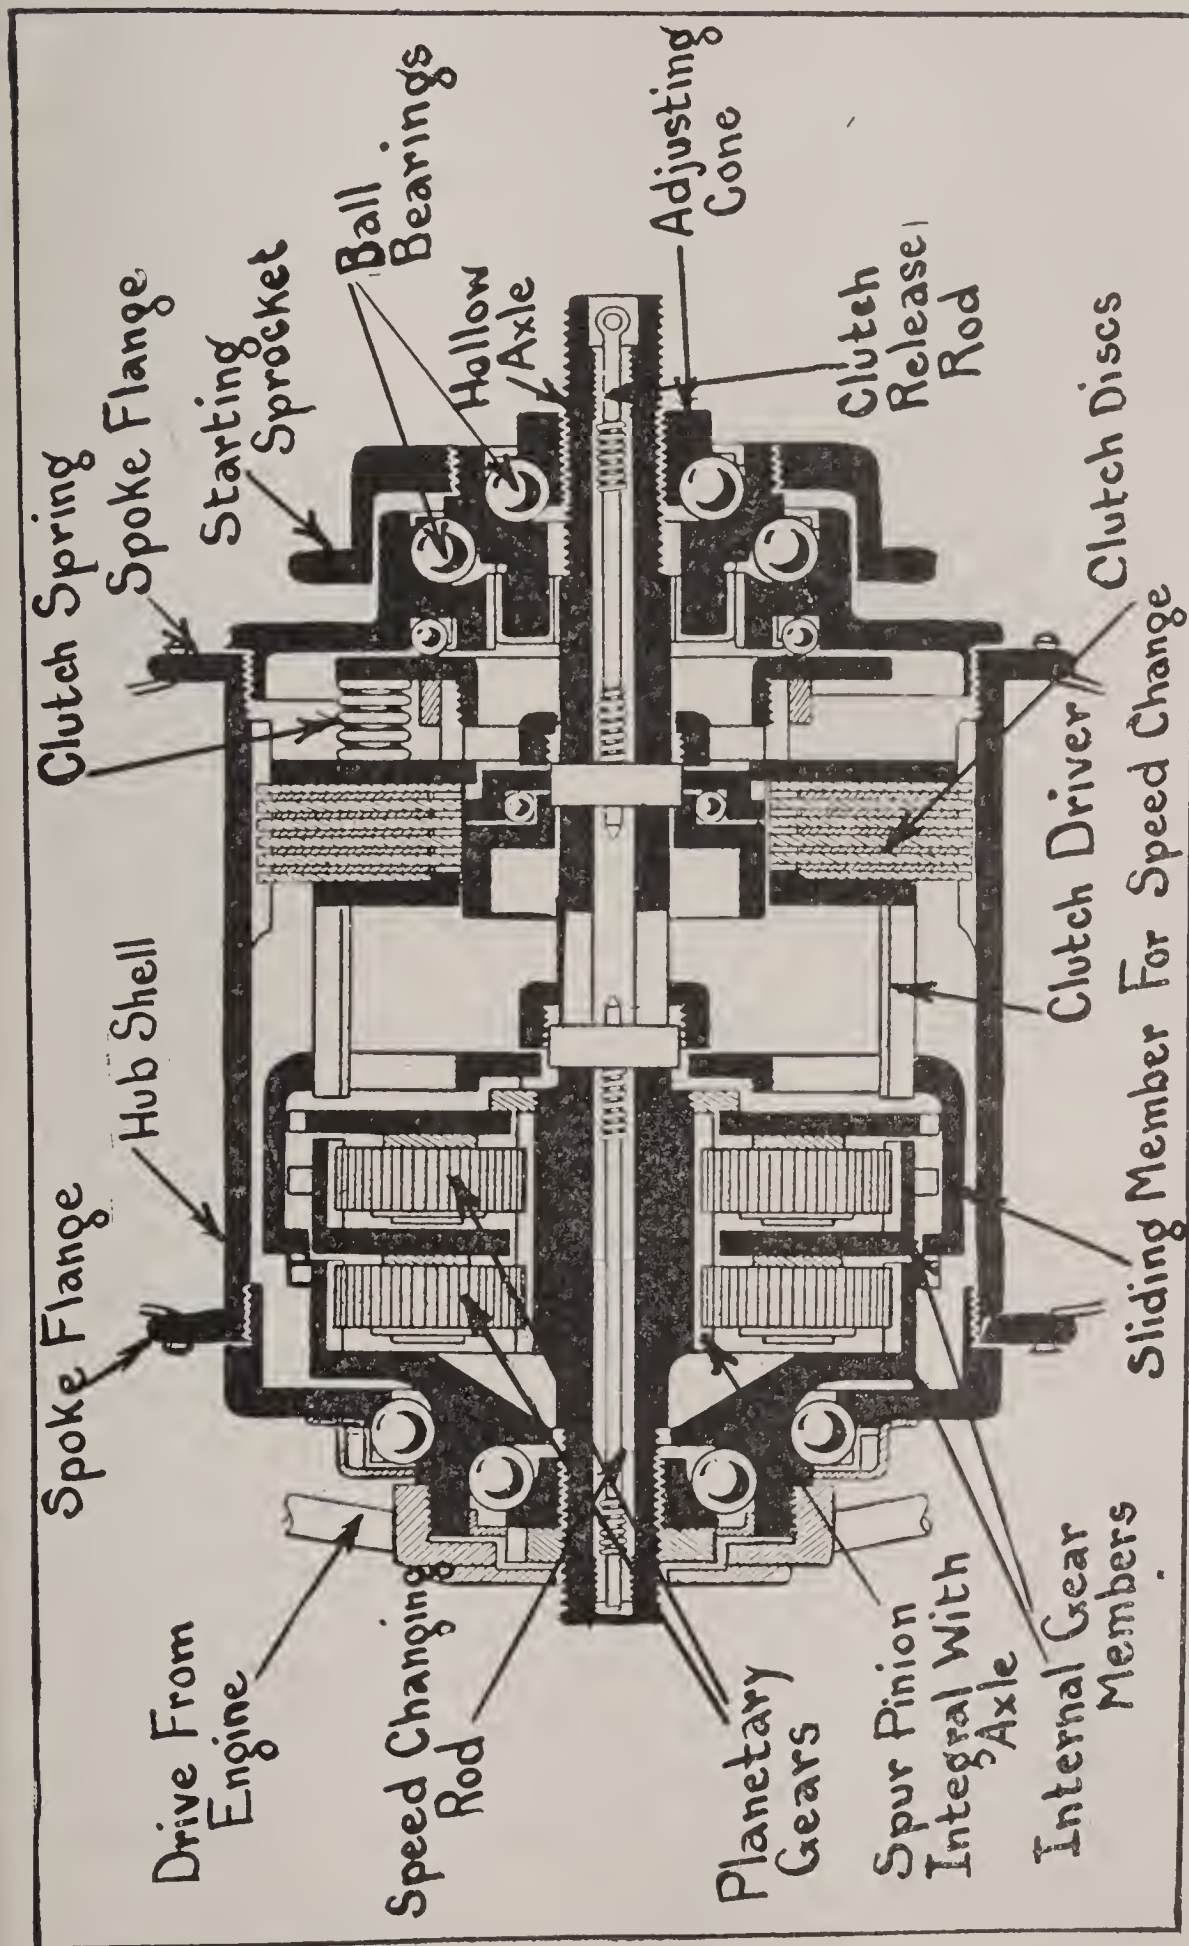 Clutch Spring
Spoke Flange
Starting
Sprocket
Ball
Bearings
Hollow
Axle
Adjusting
Cone
Clutch
Release
Rod
Clutch Discs
Clutch Driver
Sliding Member For Speed Change
Hub Shell
Spoke Flange
Drive From
Engine
Speed Changing
Rod
Planetary
Gears
Spur Pinion
Integral With
Axle
Internal Gear
Members